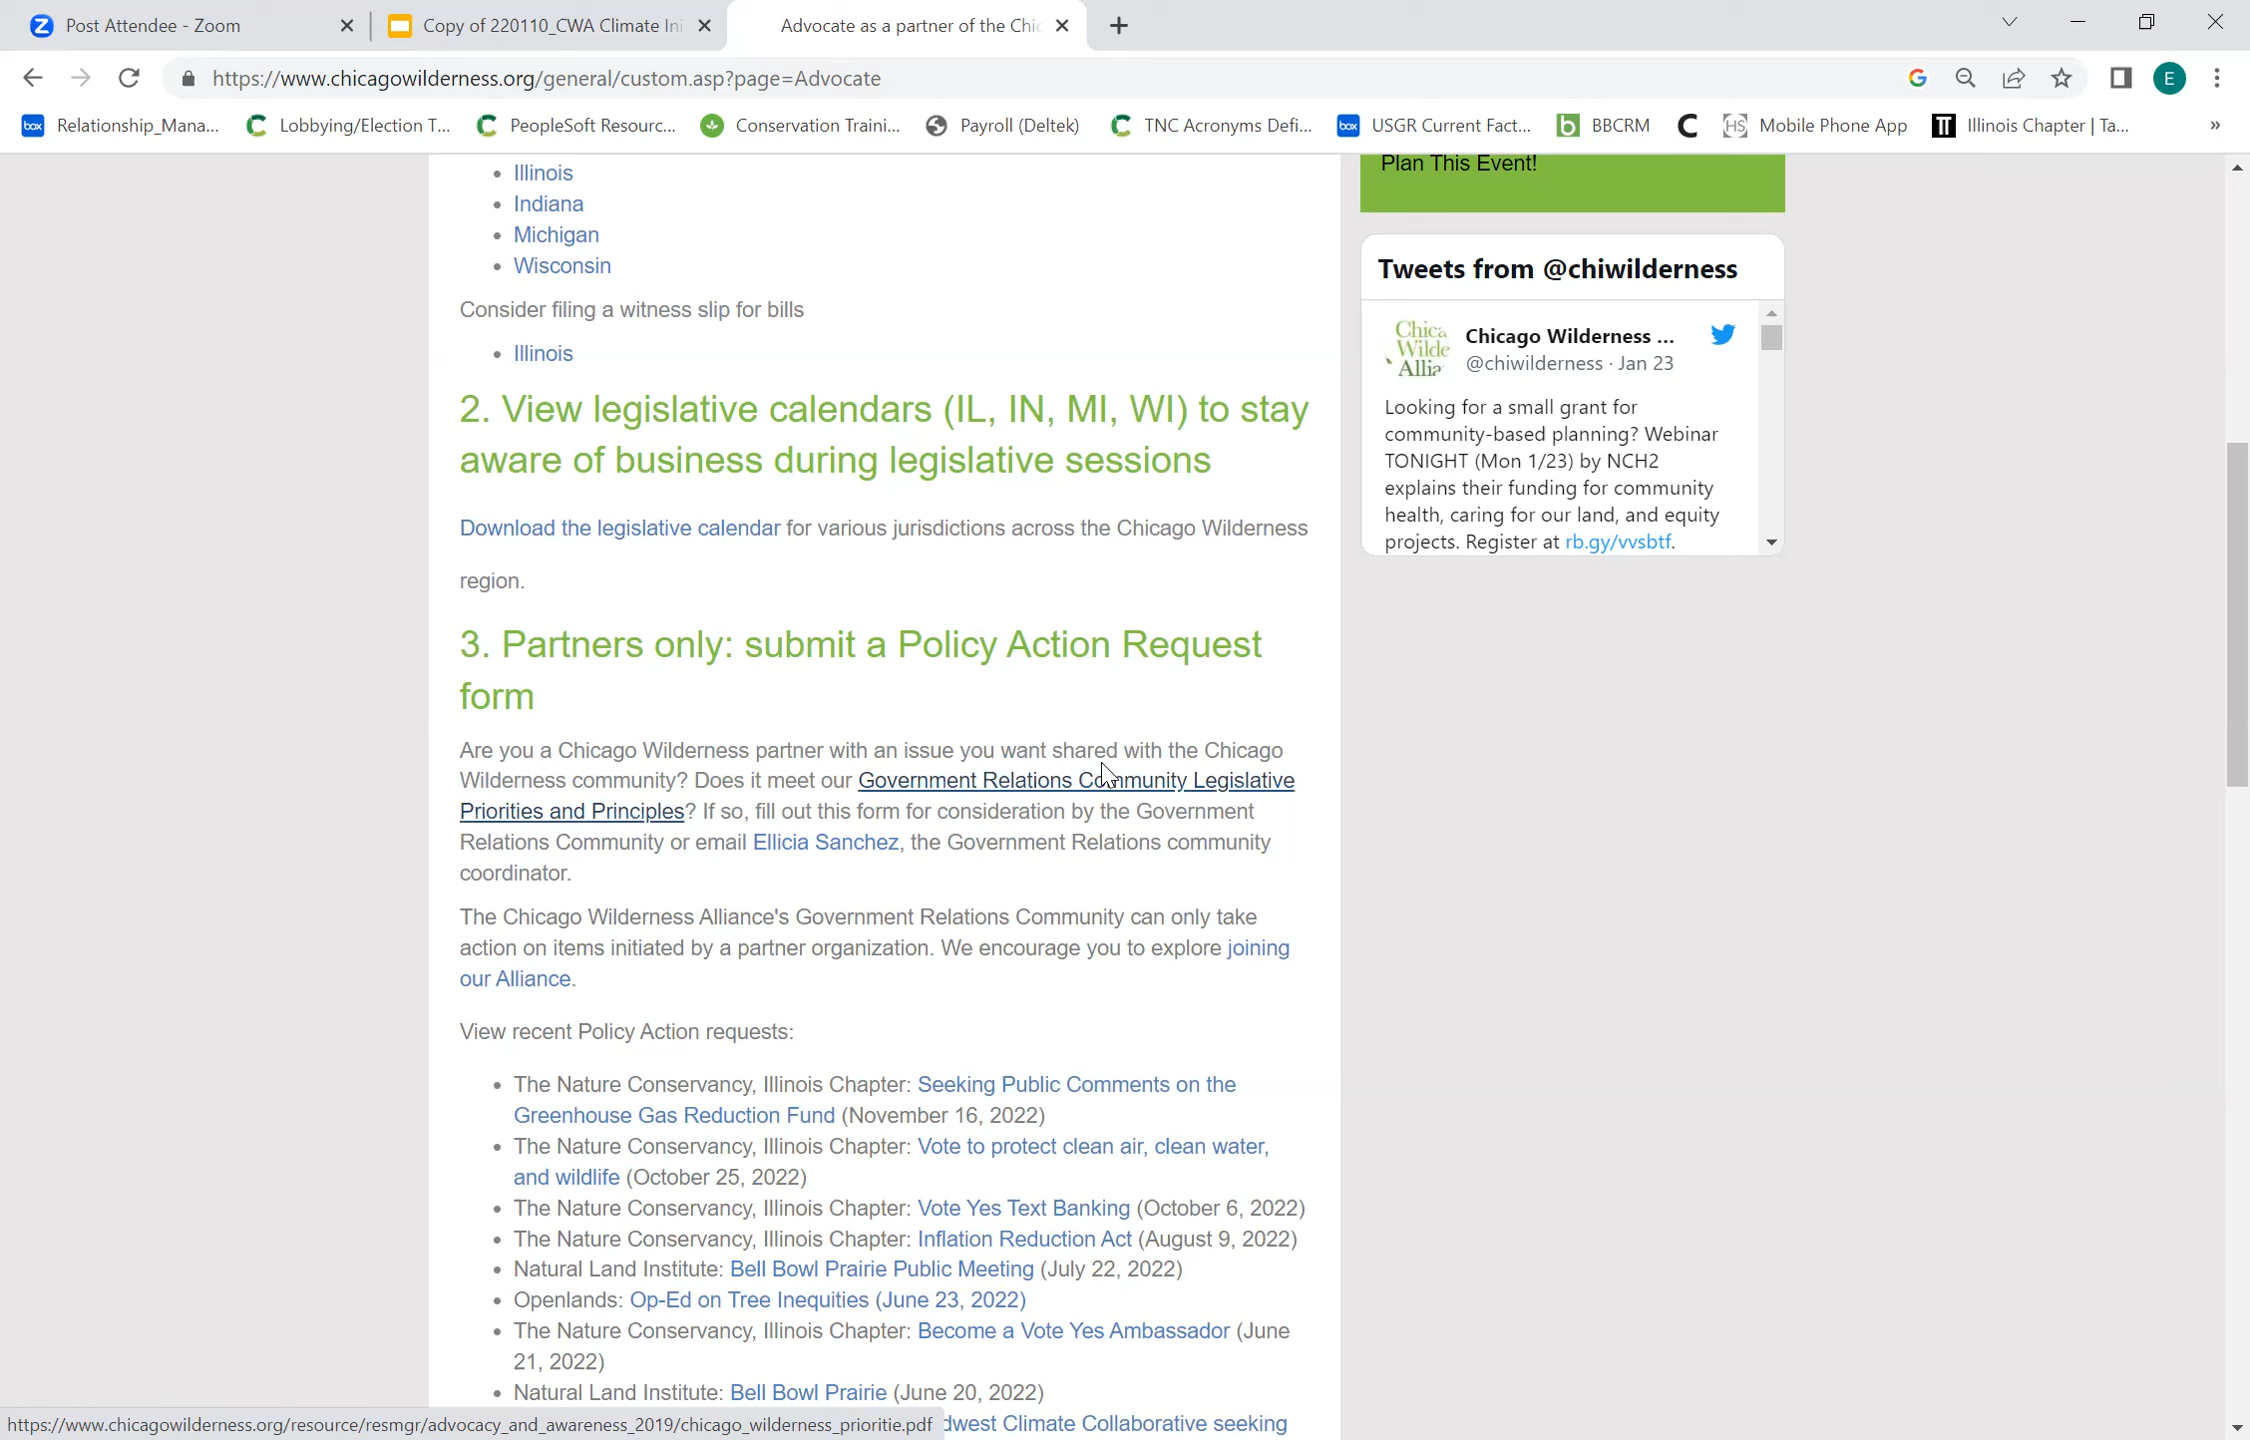 Post Attendee - Zoom
Copy of 220110_CWA Climate Ini
Advocate as a partner of the Chic
https://www.chicagowilderness.org/general/custom.asp?page=Advocate
E
box Relationship_Mana...
Lobbying/Election T...
PeopleSoft Resourc...
Conservation Traini...
Payroll (Deltek)
TNC Acronyms Defi...
box USGR Current Fact...
BBCRM
HS Mobile Phone App
Illinois Chapter | Ta...
»
• Illinois
• Indiana
• Michigan
• Wisconsin
Consider filing a witness slip for bills
• Illinois
2. View legislative calendars (IL, IN, MI, WI) to stay
aware of business during legislative sessions
Download the legislative calendar for various jurisdictions across the Chicago Wilderness
region.
3. Partners only: submit a Policy Action Request
form
Are you a Chicago Wilderness partner with an issue you want shared with the Chicago
Wilderness community? Does it meet our Government Relations Community Legislative
Priorities and Principles? If so, fill out this form for consideration by the Government
Relations Community or email Ellicia Sanchez, the Government Relations community
coordinator.
The Chicago Wilderness Alliance's Government Relations Community can only take
action on items initiated by a partner organization. We encourage you to explore joining
our Alliance.
View recent Policy Action requests:
• The Nature Conservancy, Illinois Chapter: Seeking Public Comments on the
Greenhouse Gas Reduction Fund (November 16, 2022)
• The Nature Conservancy, Illinois Chapter: Vote to protect clean air, clean water,
and wildlife (October 25, 2022)
• The Nature Conservancy, Illinois Chapter: Vote Yes Text Banking (October 6, 2022)
• The Nature Conservancy, Illinois Chapter: Inflation Reduction Act (August 9, 2022)
• Natural Land Institute: Bell Bowl Prairie Public Meeting (July 22, 2022)
• Openlands: Op-Ed on Tree Inequities (June 23, 2022)
• The Nature Conservancy, Illinois Chapter: Become a Vote Yes Ambassador (June
21, 2022)
• Natural Land Institute: Bell Bowl Prairie (June 20, 2022)
dwest Climate Collaborative seeking
https://www.chicagowilderness.org/resource/resmgr/advocacy_and_awareness_2019/chicago_wilderness_prioritie.pdf
Plan This Event!
Tweets from @chiwilderness
Chica
Wilde
Allia
Chicago Wilderness ...
@chiwilderness · Jan 23
Looking for a small grant for
community-based planning? Webinar
TONIGHT (Mon 1/23) by NCH2
explains their funding for community
health, caring for our land, and equity
projects. Register at rb.gy/vvsbtf.